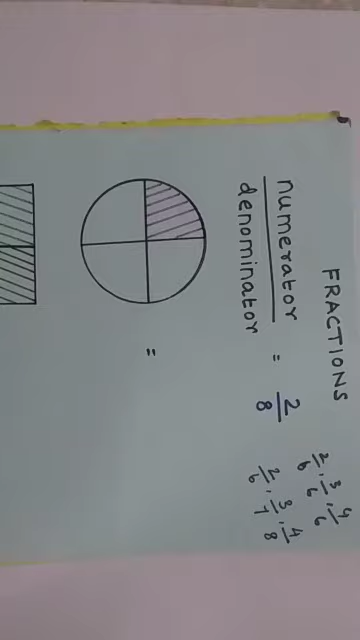 FRACTIONS
numerator
denominator
= 2/8
2/6, 3/6, 4/6
2/6, 3/7, 4/8
=